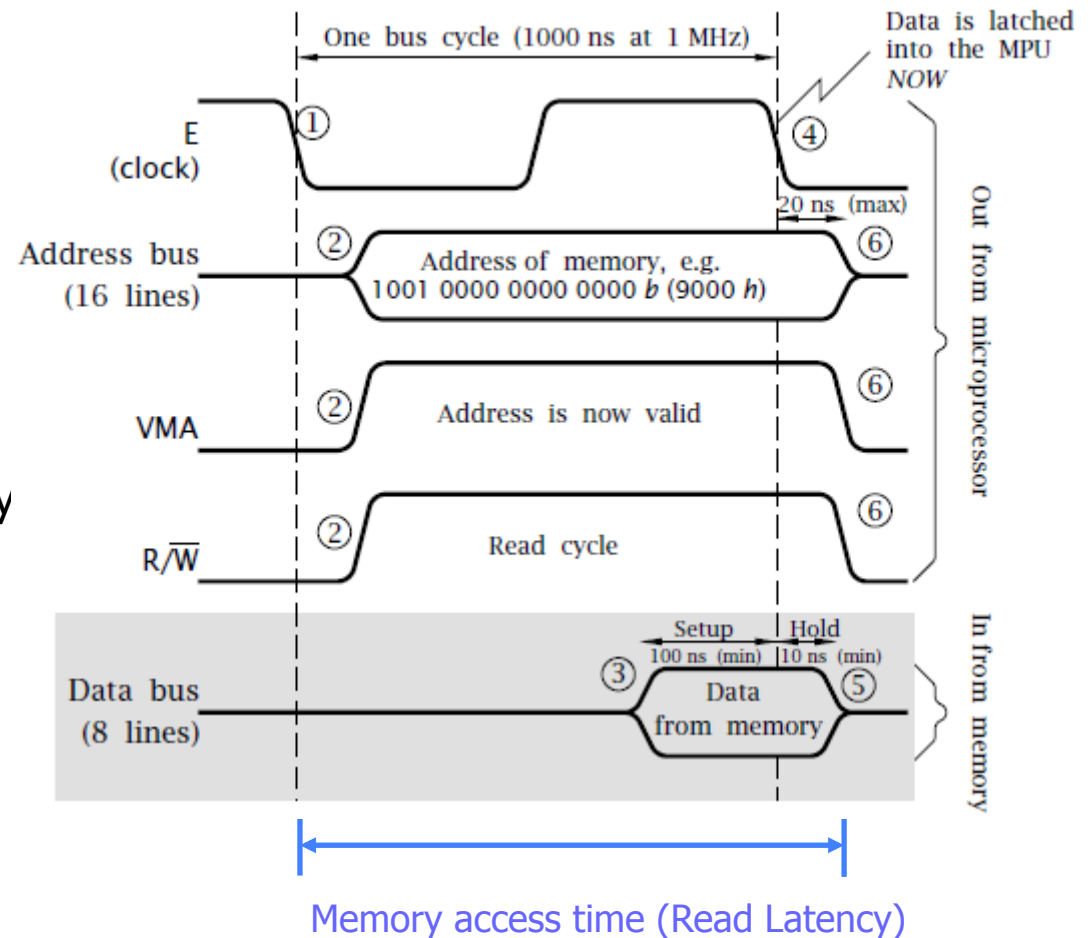 One bus cycle (1000 ns at 1 MHz)
Data is latched
into the MPU
NOW
E
(clock)
①
④
20 ns (max)
Address bus
(16 lines)
②
Address of memory, e.g.
1001 0000 0000 0000 b (9000 h)
⑥
VMA
②
Address is now valid
⑥
y
R/W̅
②
Read cycle
⑥
Out from microprocessor
Setup
Hold
100 ns (min)
10 ns (min)
Data bus
(8 lines)
③
Data
from memory
⑤
In from memory
Memory access time (Read Latency)